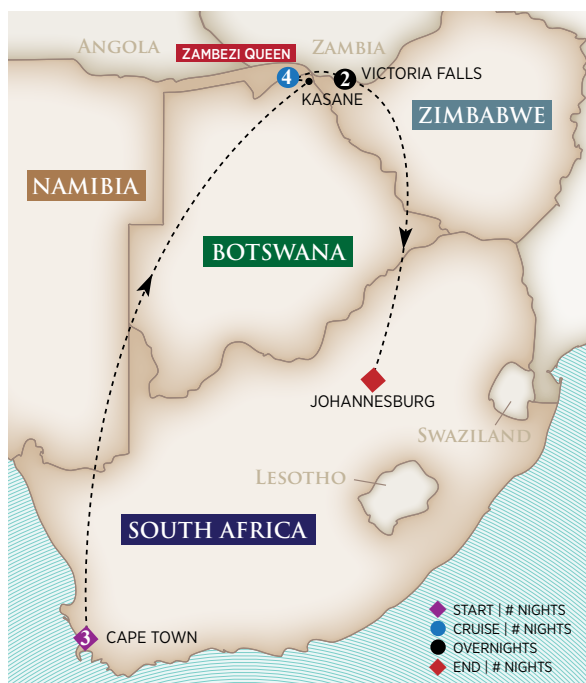 ANGOLA
ZAMBEZI QUEEN
ZAMBIA
4
2
VICTORIA FALLS
KASANE
ZIMBABWE
NAMIBIA
BOTSWANA
JOHANNESBURG
SWAZILAND
LESOTHO
SOUTH AFRICA
3
CAPE TOWN
START | # NIGHTS
CRUISE | # NIGHTS
OVERNIGHTS
END | # NIGHTS